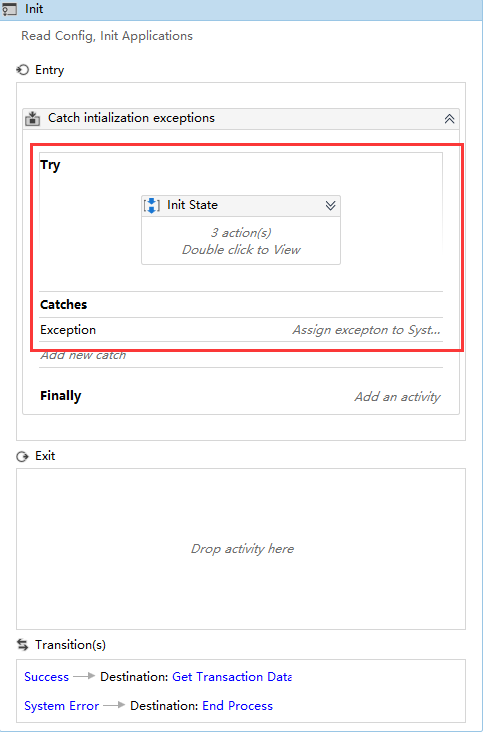 Init
Read Config, Init Applications
Entry
Catch intialization exceptions
Try
Init State
3 action(s)
Double click to View
Catches
Exception Assign excepton to Syst...
Add new catch
Finally Add an activity
Exit
Drop activity here
Transition(s)
Success Destination: Get Transaction Data
System Error Destination: End Process